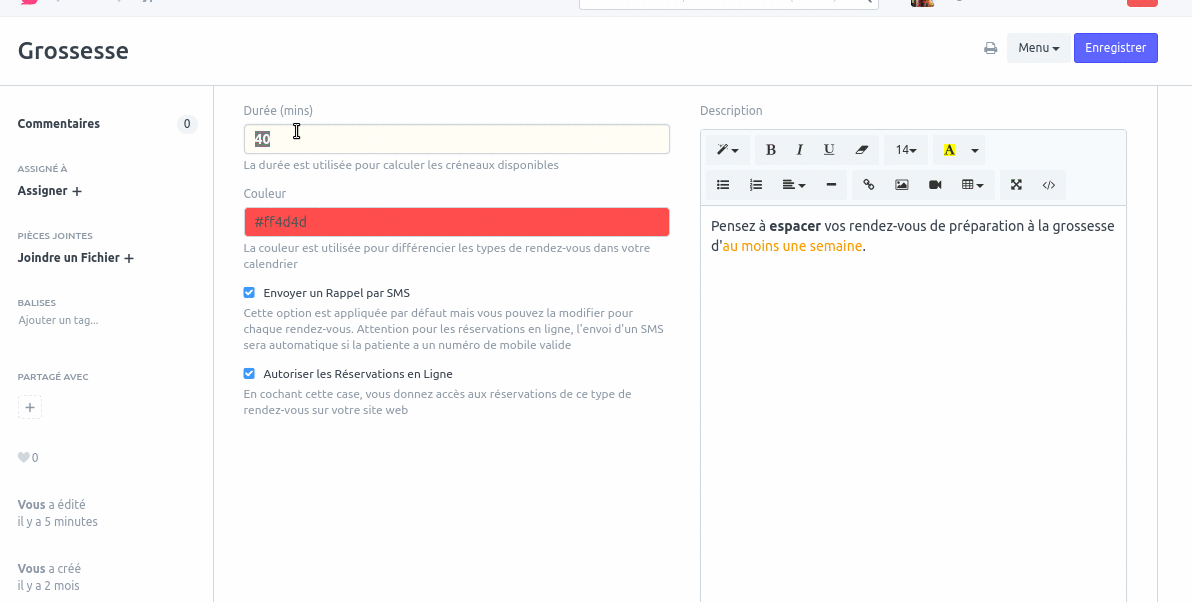 Grossesse
Menu
Enregistrer
Commentaires
0
ASSIGNÉ À
Assigner +
PIÈCES JOINTES
Joindre un Fichier +
BALISES
Ajouter un tag...
PARTAGÉ AVEC
+
0
Vous a édité
il y a 5 minutes
Vous a créé
il y a 2 mois
Durée (mins)
40
La durée est utilisée pour calculer les créneaux disponibles
Couleur
#ff4d4d
La couleur est utilisée pour différencier les types de rendez-vous dans votre
calendrier
Envoyer un Rappel par SMS
Cette option est appliquée par défaut mais vous pouvez la modifier pour
chaque rendez-vous. Attention pour les réservations en ligne, l'envoi d'un SMS
sera automatique si la patiente a un numéro de mobile valide
Autoriser les Réservations en Ligne
En cochant cette case, vous donnez accès aux réservations de ce type de
rendez-vous sur votre site web
Description
B I U 14 A
</>
Pensez à espacer vos rendez-vous de préparation à la grossesse
d'au moins une semaine.